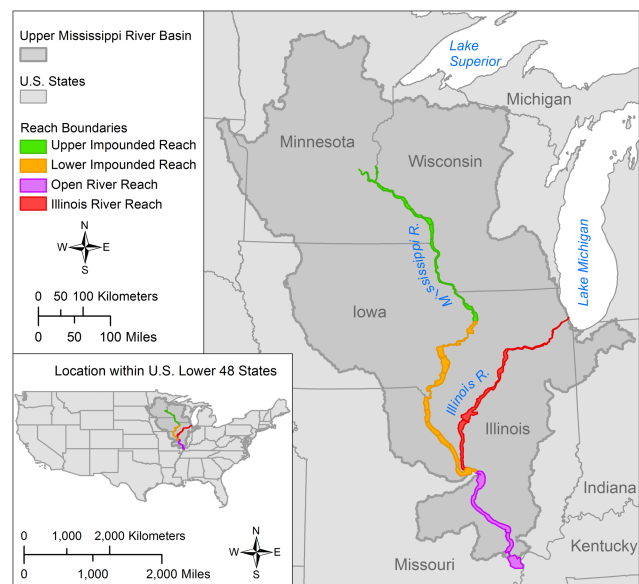 Upper Mississippi River Basin
U.S. States
Reach Boundaries
Upper Impounded Reach
Lower Impounded Reach
Open River Reach
Illinois River Reach
N
W E
S
0 50 100 Kilometers
0 50 100 Miles
Location within U.S. Lower 48 States
0 1,000 2,000 Kilometers
0 1,000 2,000 Miles
N
W E
S
Lake
Superior
Michigan
Minnesota
Wisconsin
Mississippi R.
Lake Michigan
Iowa
Illinois R.
Illinois
Indiana
Missouri
Kentucky